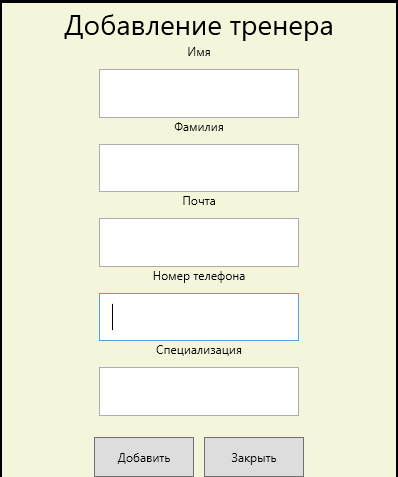 Добавление тренера
Имя
Фамилия
Почта
Номер телефона
Специализация
Добавить Закрыть